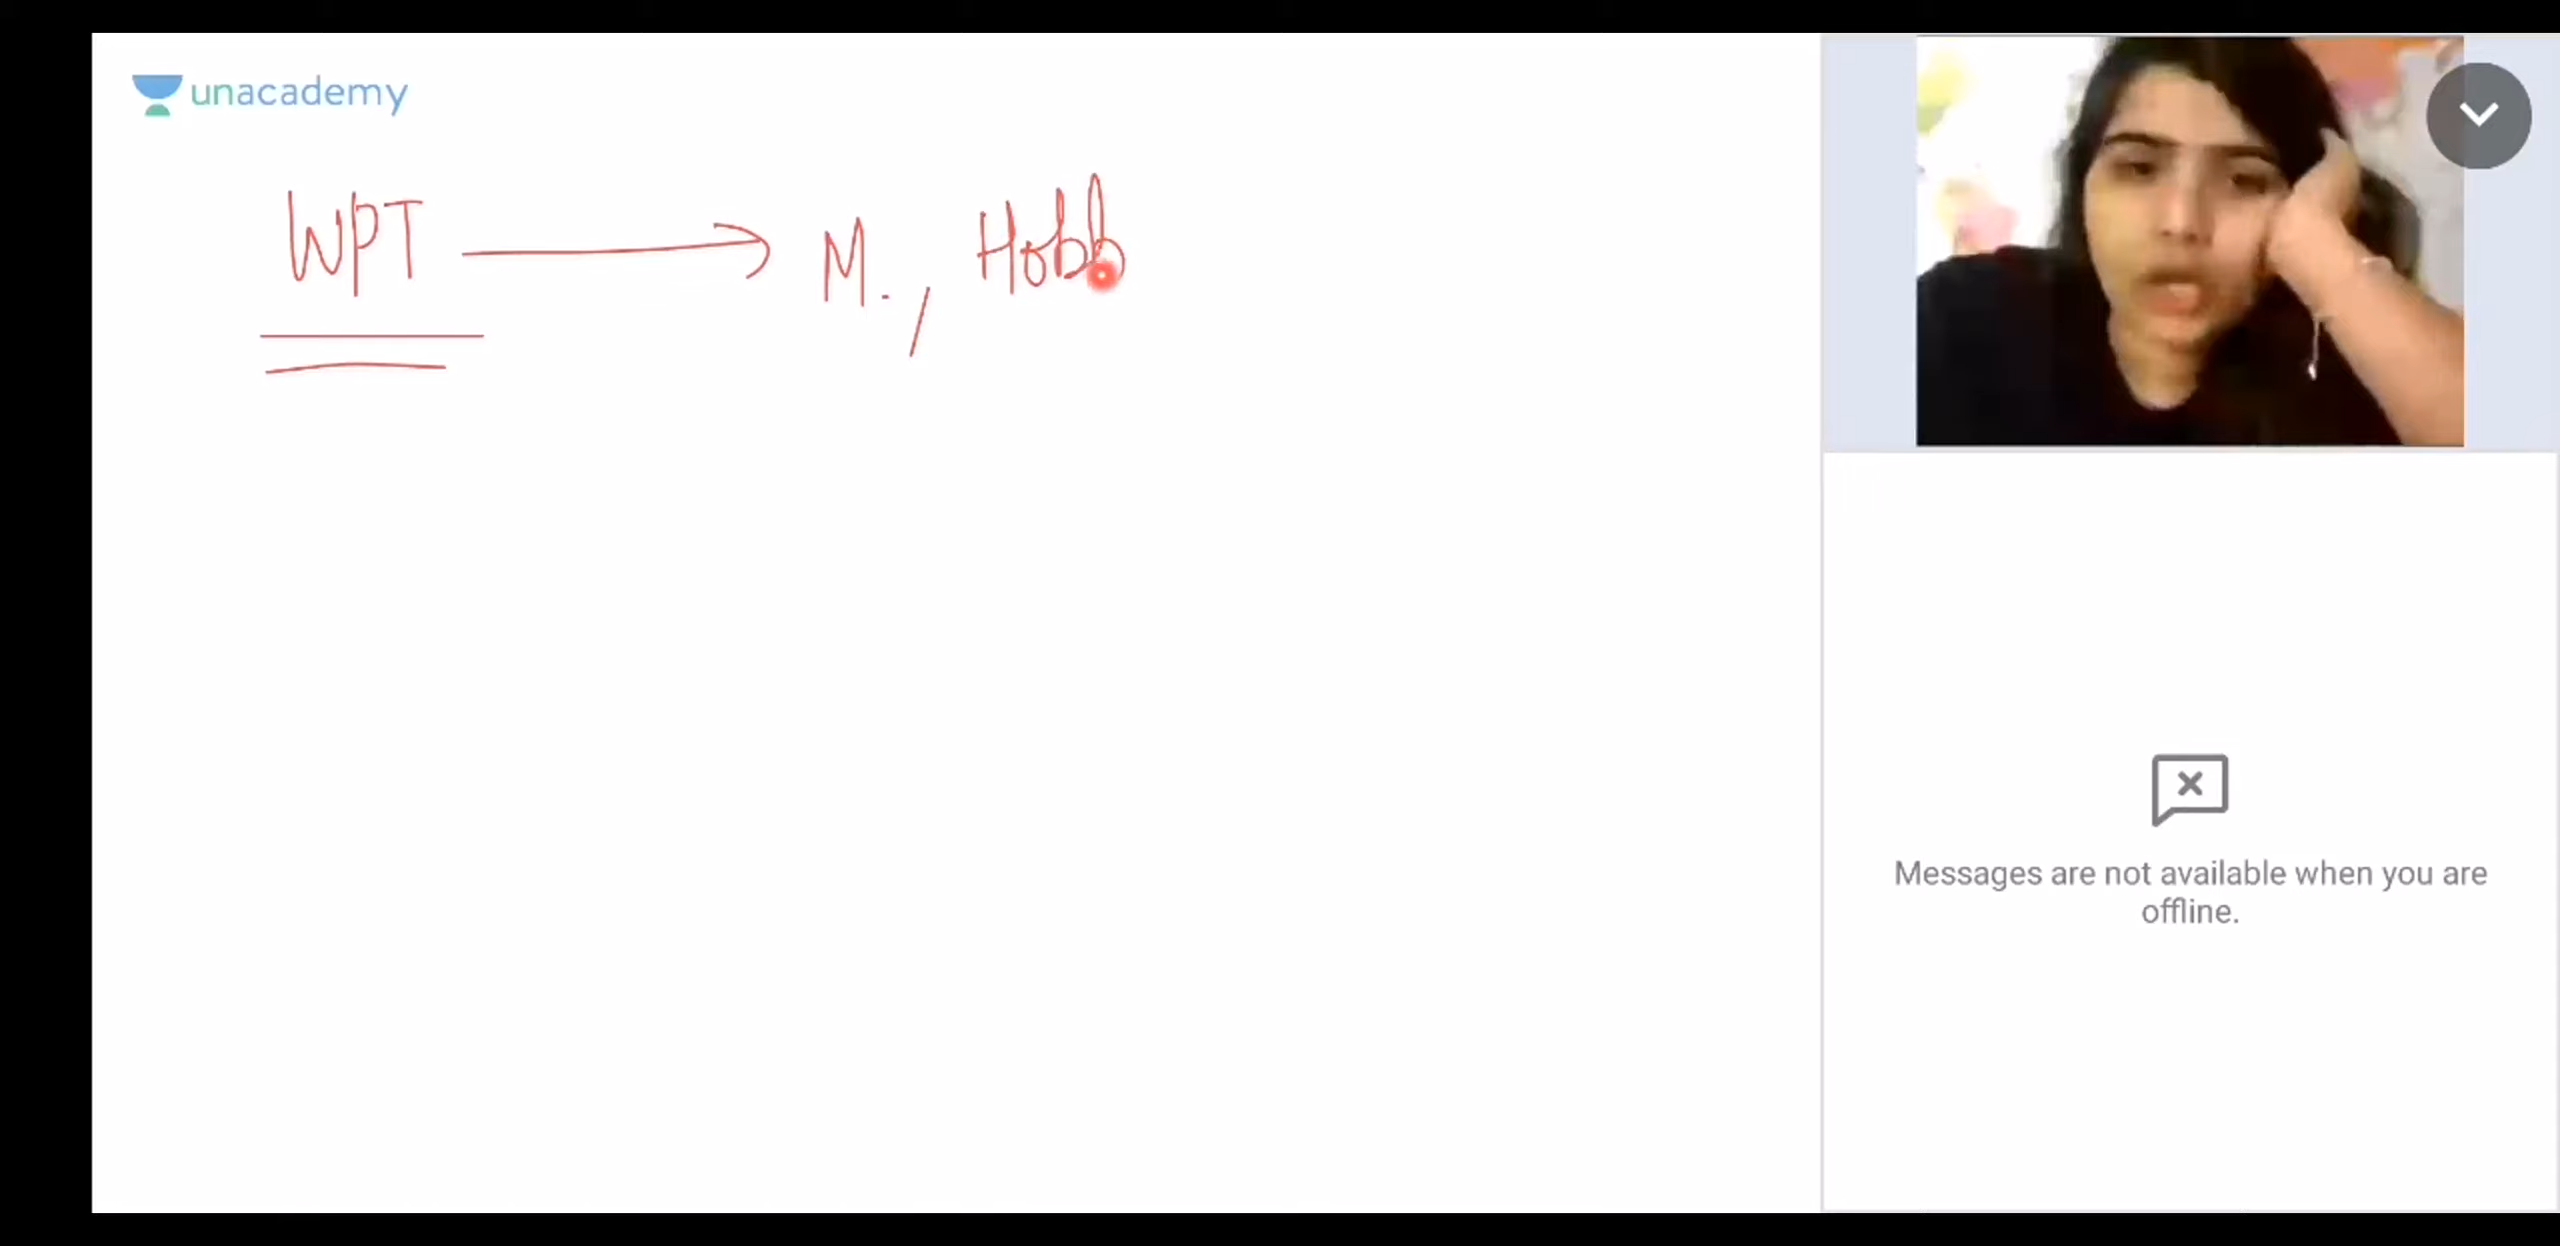 unacademy
WPT → M., Hobb
Messages are not available when you are
offline.